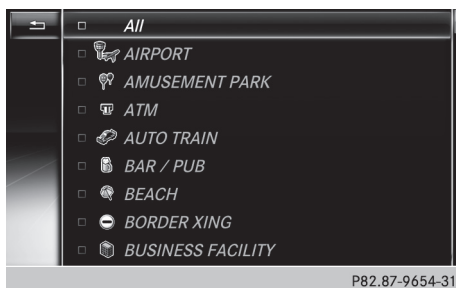 All
AIRPORT
AMUSEMENT PARK
ATM
AUTO TRAIN
BAR / PUB
BEACH
BORDER XING
BUSINESS FACILITY
P82.87-9654-31